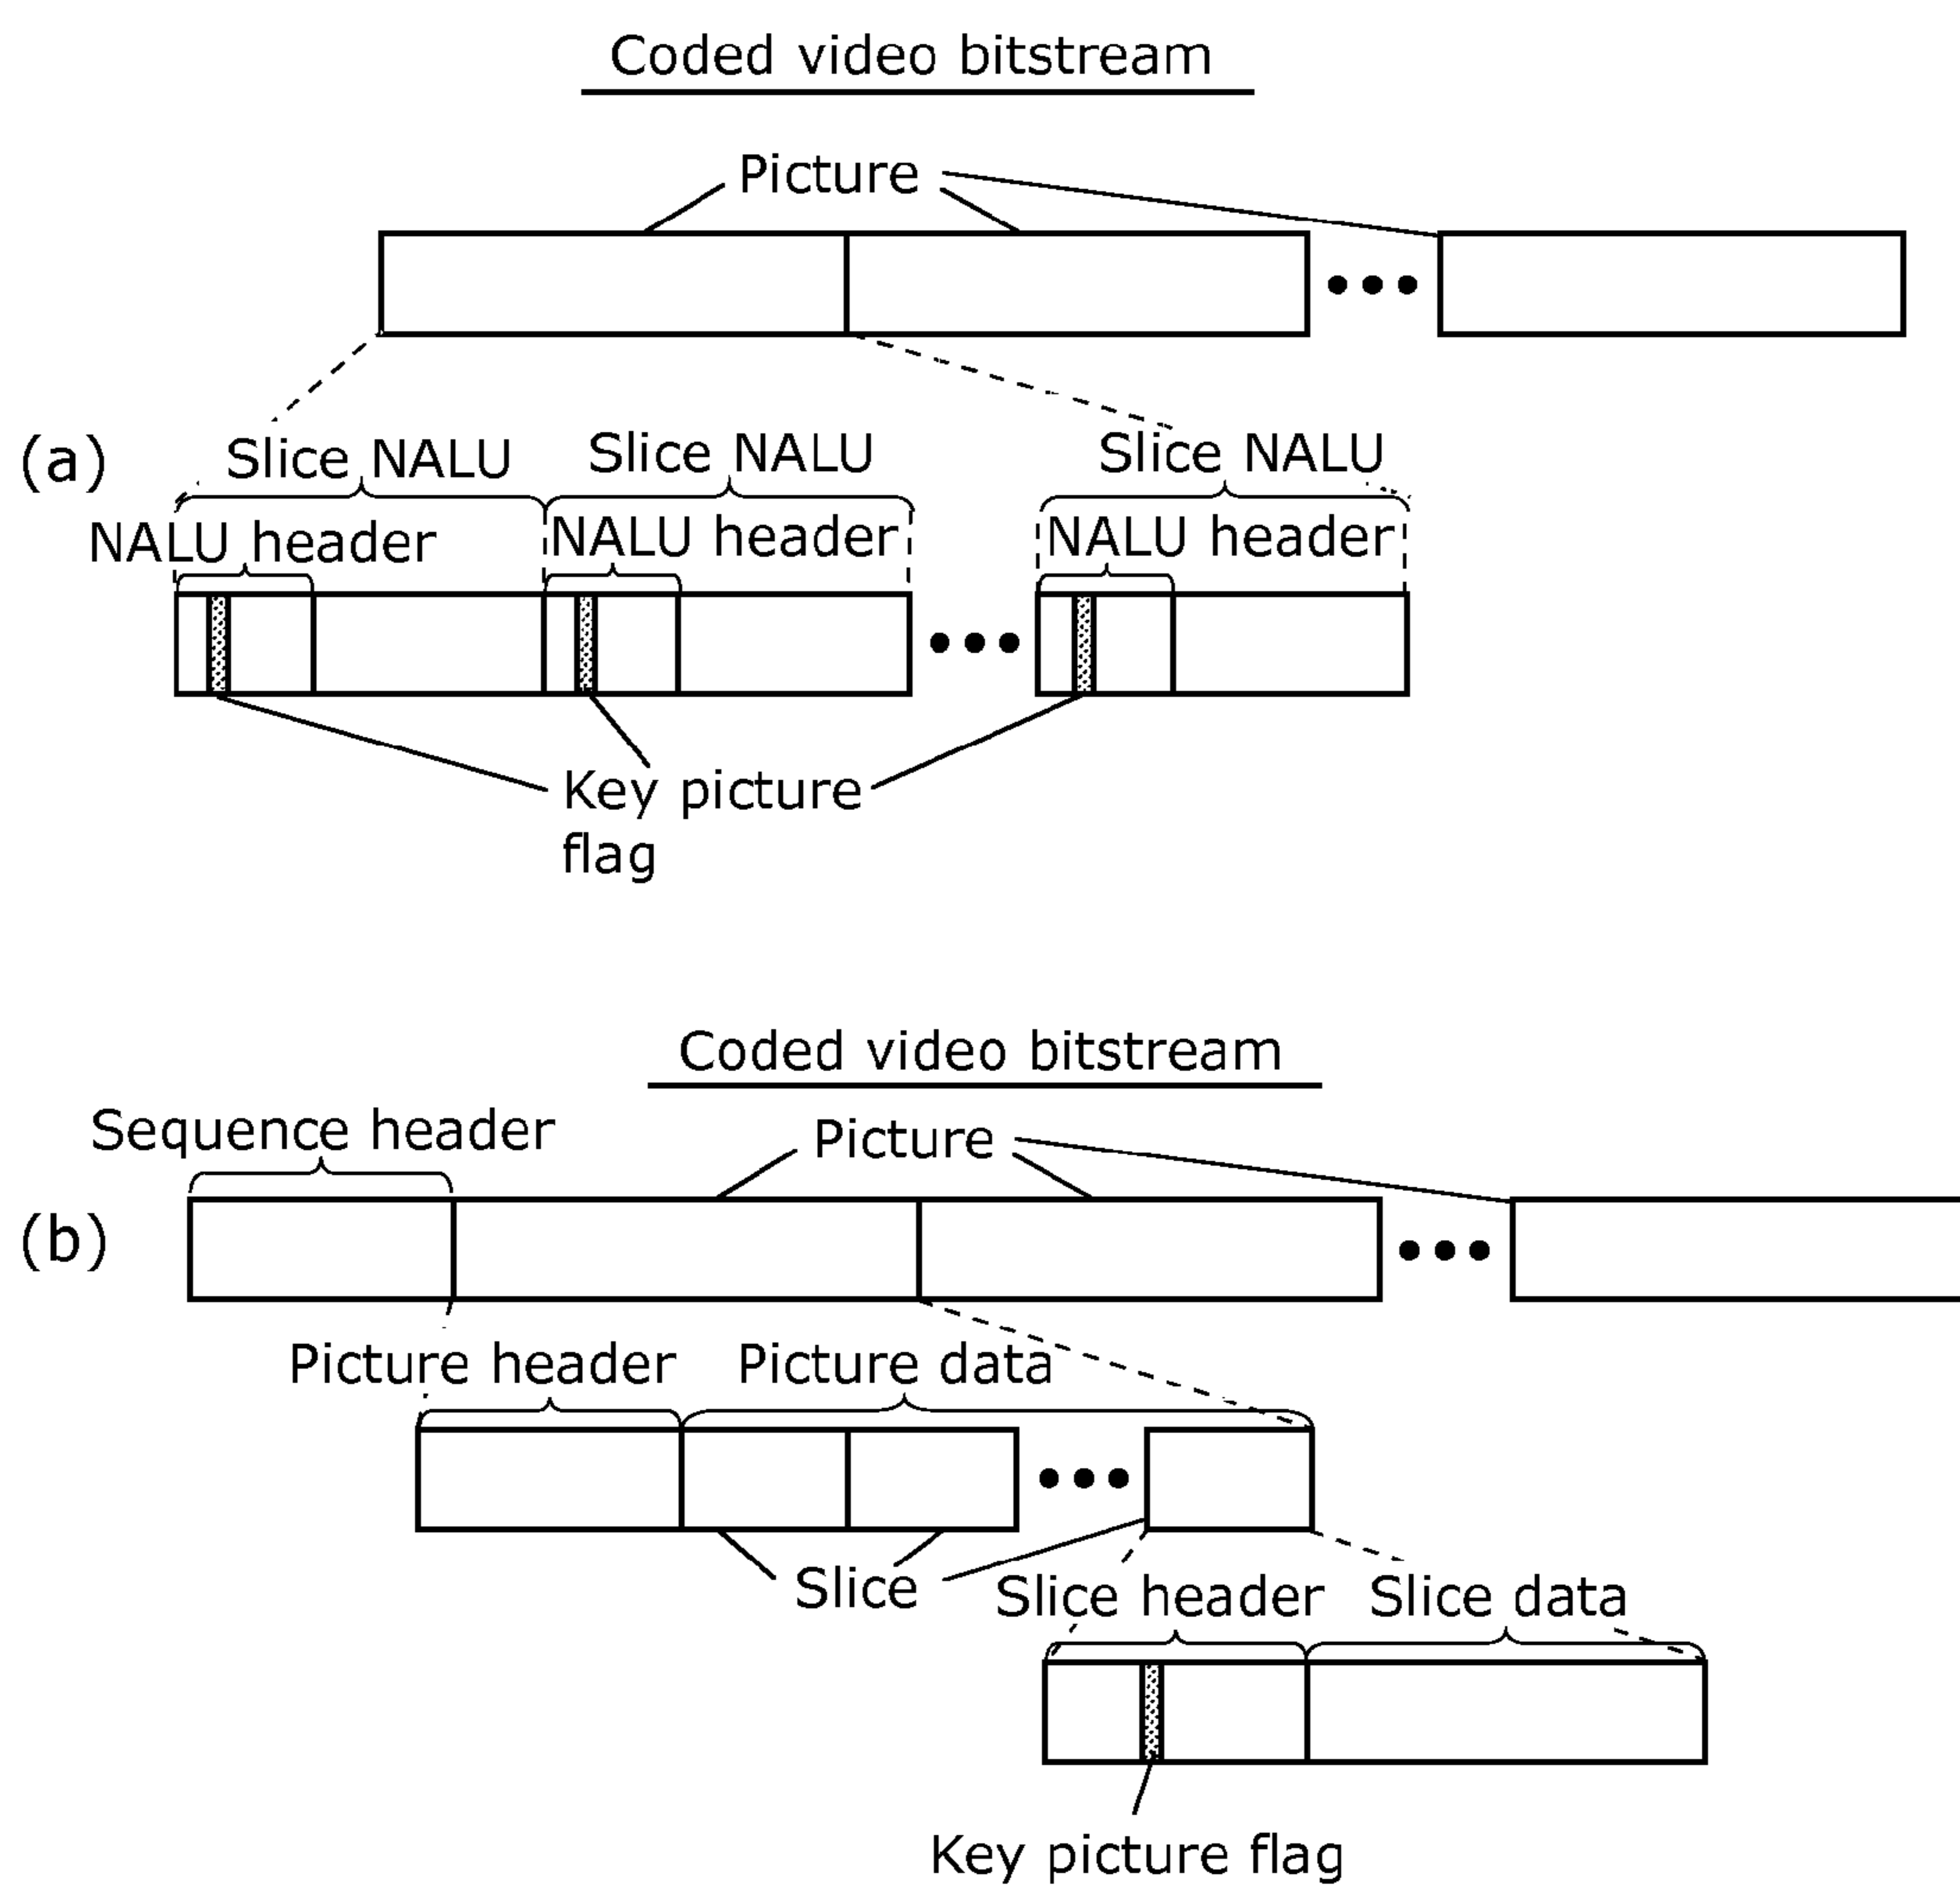 Coded video bitstream
Picture
(a)
Slice NALU Slice NALU Slice NALU
NALU header NALU header NALU header
Key picture
flag
Coded video bitstream
Sequence header
Picture
(b)
Picture header Picture data
Slice
Slice header Slice data
Key picture flag